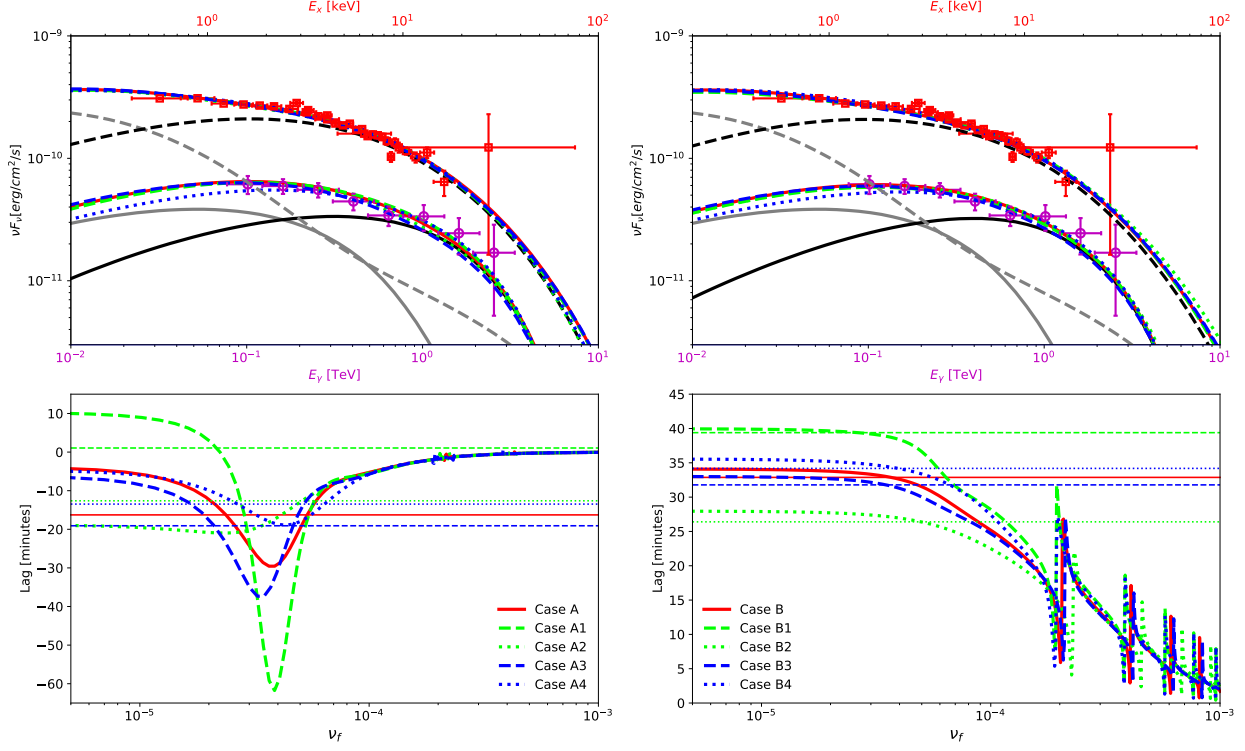 E_x [keV]
10^0 10^1 10^2
10^-9
10^-10
10^-11
νF_ν[erg/cm^2/s]
10^-2 10^-1 10^0 10^1
E_γ [TeV]
E_x [keV]
10^0 10^1 10^2
10^-9
10^-10
10^-11
νF_ν[erg/cm^2/s]
10^-2 10^-1 10^0 10^1
E_γ [TeV]
10
0
−10
−20
−30
−40
−50
−60
Lag [minutes]
Case A
Case A1
Case A2
Case A3
Case A4
10^-5 10^-4 10^-3
ν_f
45
40
35
30
25
20
15
10
5
0
Lag [minutes]
Case B
Case B1
Case B2
Case B3
Case B4
10^-5 10^-4 10^-3
ν_f